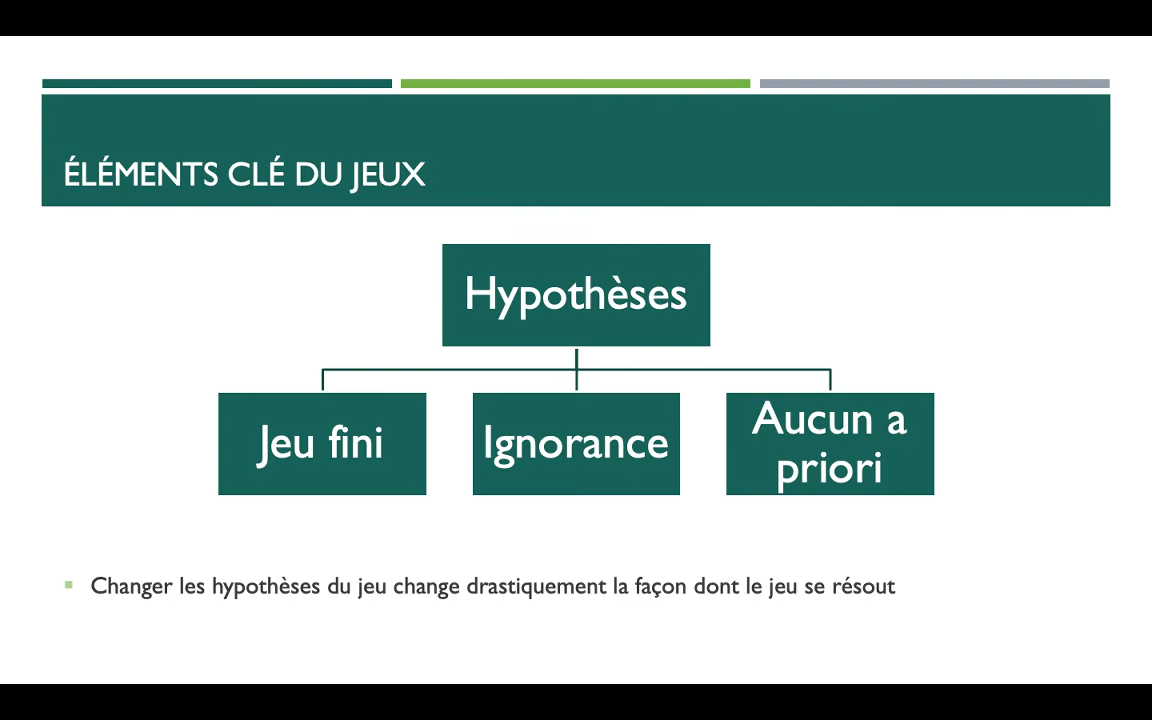 ÉLÉMENTS CLÉ DU JEUX
Hypothèses
Jeu fini
Ignorance
Aucun a
priori
Changer les hypothèses du jeu change drastiquement la façon dont le jeu se résout